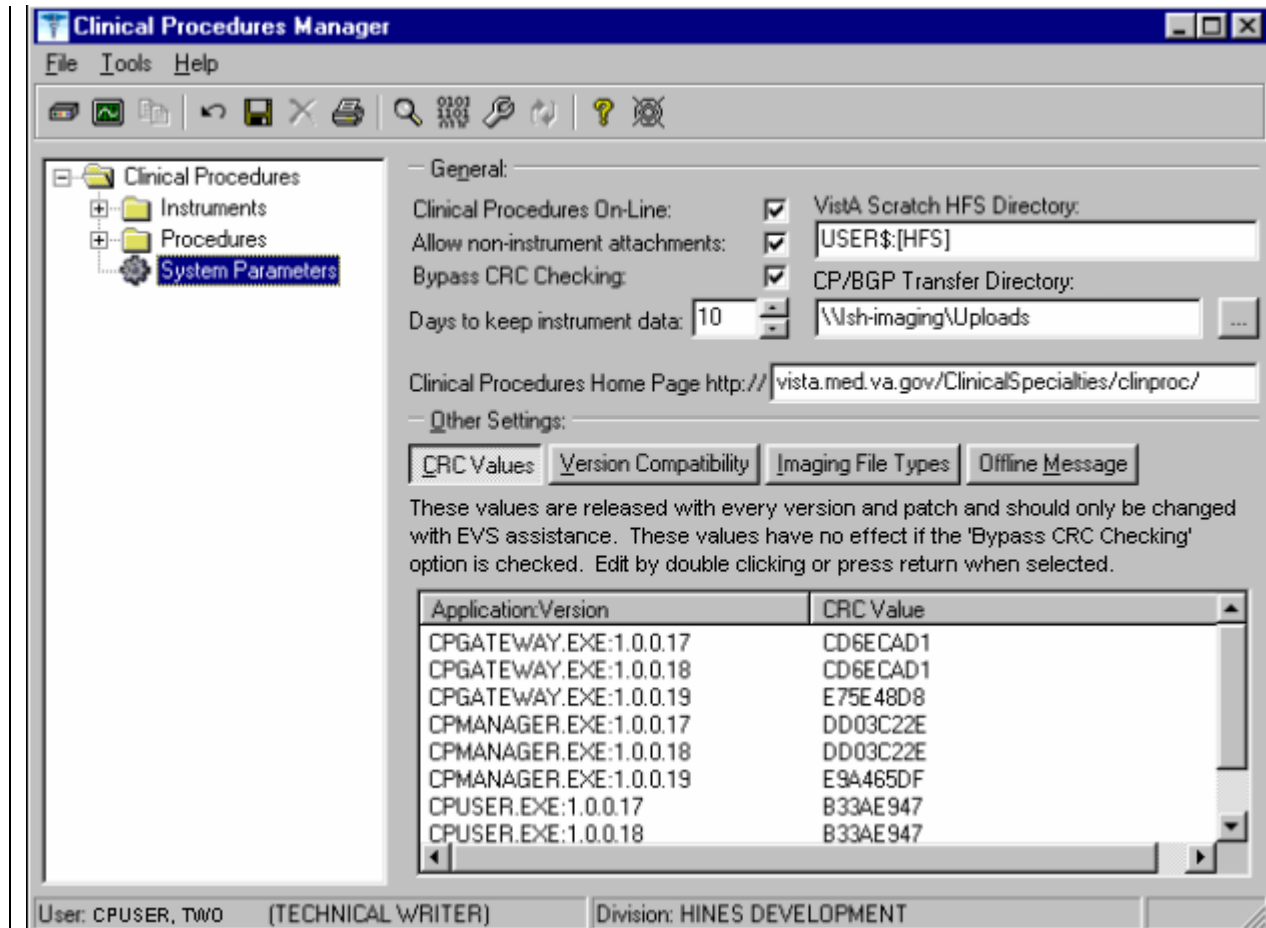 Clinical Procedures Manager
File Tools Help
Clinical Procedures
Instruments
Procedures
System Parameters
General:
Clinical Procedures On-Line:
Allow non-instrument attachments:
Bypass CRC Checking:
Days to keep instrument data: 10
VistA Scratch HFS Directory:
USER$:[HFS]
CP/BGP Transfer Directory:
\\Ish-imaging\Uploads
...
Clinical Procedures Home Page http:// vista.med.va.gov/ClinicalSpecialties/clinproc/
Other Settings:
CRC Values Version Compatibility Imaging File Types Offline Message
These values are released with every version and patch and should only be changed
with EVS assistance. These values have no effect if the 'Bypass CRC Checking'
option is checked. Edit by double clicking or press return when selected.
Application:Version CRC Value
CPGATEWAY.EXE:1.0.0.17 CD6ECAD1
CPGATEWAY.EXE:1.0.0.18 CD6ECAD1
CPGATEWAY.EXE:1.0.0.19 E75E48D8
CPMANAGER.EXE:1.0.0.17 DD03C22E
CPMANAGER.EXE:1.0.0.18 DD03C22E
CPMANAGER.EXE:1.0.0.19 E9A465DF
CPUSER.EXE:1.0.0.17 B33AE947
CPUSER.EXE:1.0.0.18 B33AE947
User: CPUSER, TWO (TECHNICAL WRITER) Division: HINES DEVELOPMENT